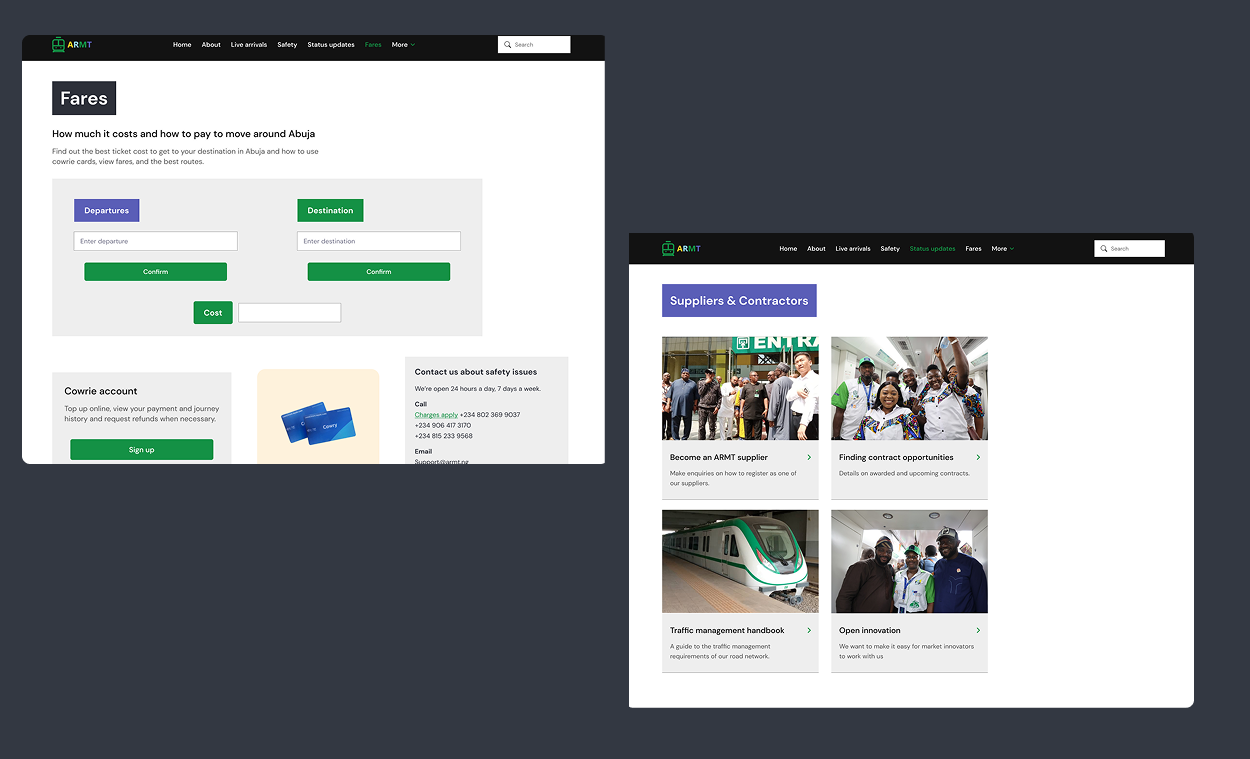 ARMT
Home About Live arrivals Safety Status updates Fares More
Search
Fares
How much it costs and how to pay to move around Abuja
Find out the best ticket cost to get to your destination in Abuja and how to use
cowrie cards, view fares, and the best routes.
Departures
Destination
Enter departure
Enter destination
Confirm
Confirm
Cost
Cowrie account
Top up online, view your payment and journey
history and request refunds when necessary.
Sign up
Cowry
Contact us about safety issues
We're open 24 hours a day, 7 days a week.
Call
Charges apply +234 802 369 9037
+234 906 417 3170
+234 815 233 9568
Email
Support@armt.ng
ARMT
Home About Live arrivals Safety Status updates Fares More
Search
Suppliers & Contractors
ENTRA
Become an ARMT supplier
Make enquiries on how to register as one of
our suppliers.
Finding contract opportunities
Details on awarded and upcoming contracts.
Traffic management handbook
A guide to the traffic management
requirements of our road network.
Open innovation
We want to make it easy for market innovators
to work with us